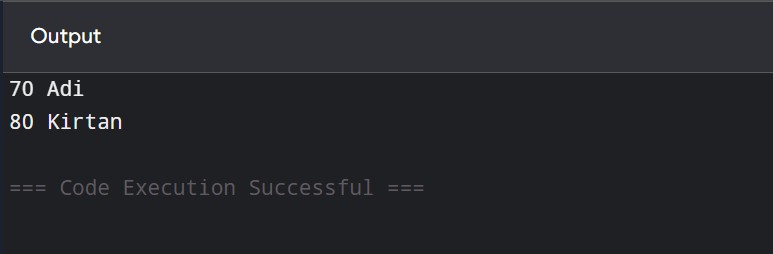 Output
70 Adi
80 Kirtan
=== Code Execution Successful ===